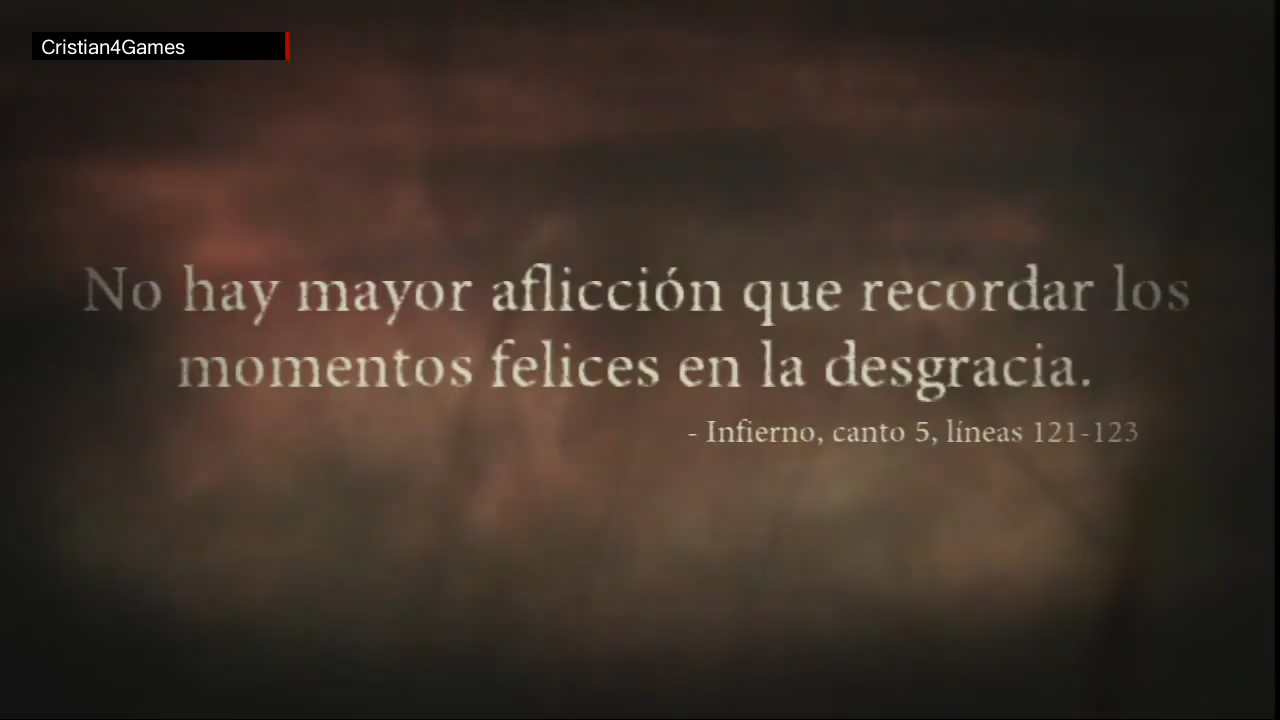 Cristian4Games
No hay mayor aflicción que recordar los
momentos felices en la desgracia.
- Infierno, canto 5, líneas 121-123